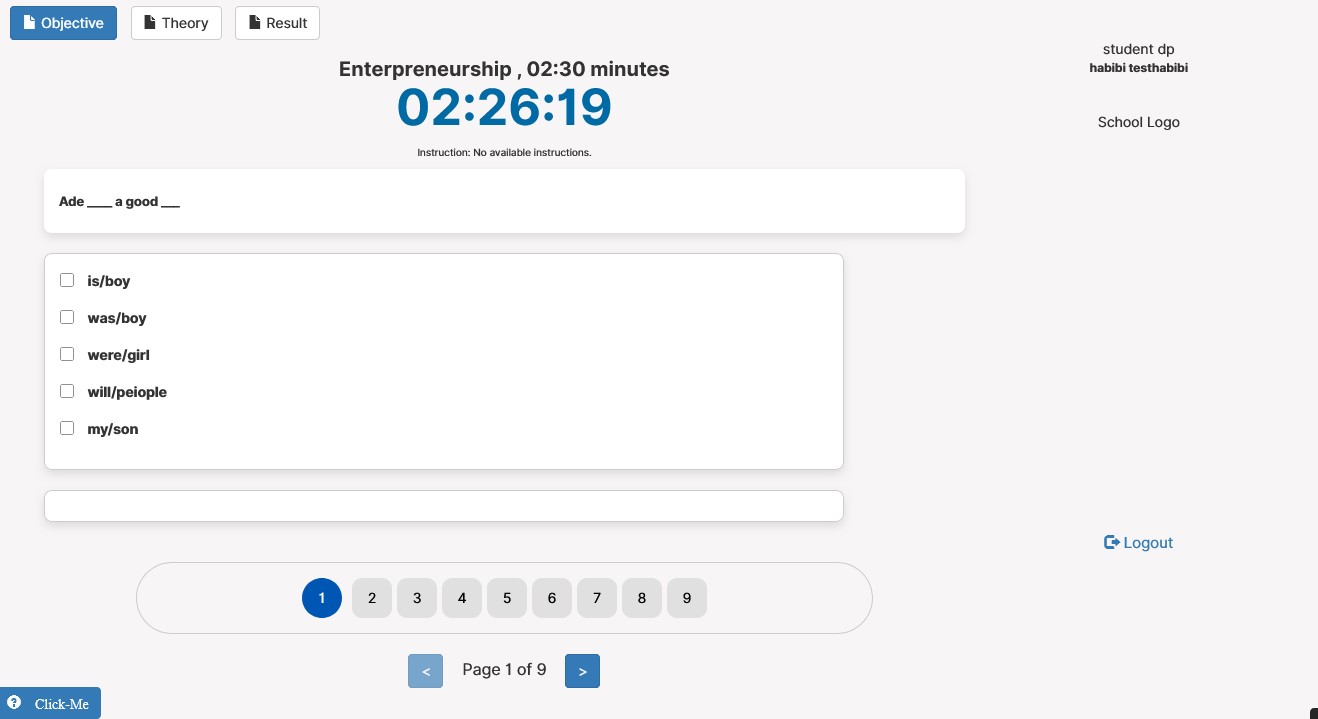 Objective Theory Result
student dp
habibi testhabibi
Enterpreneurship , 02:30 minutes
02:26:19
School Logo
Instruction: No available instructions.
Ade ____ a good ___
is/boy
was/boy
were/girl
will/peiople
my/son
Logout
1 2 3 4 5 6 7 8 9
< Page 1 of 9 >
Click-Me